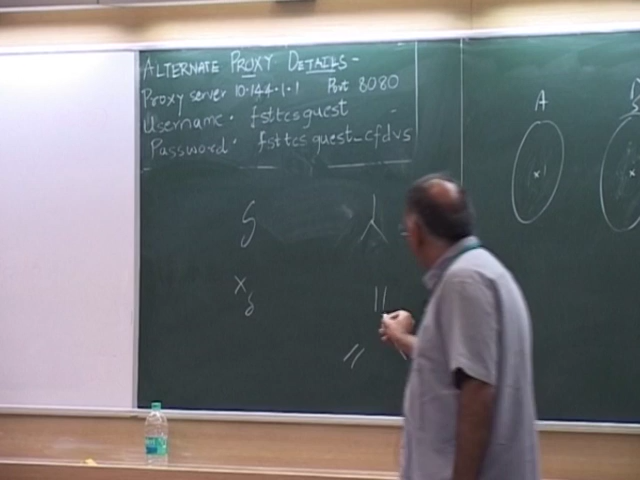 ALTERNATE PROXY DETAILS -
Proxy server 10.144.1.1 Port 8080
Username. fsttcsguest -
Password. fsttcsguest_cfdvs
A
S
x